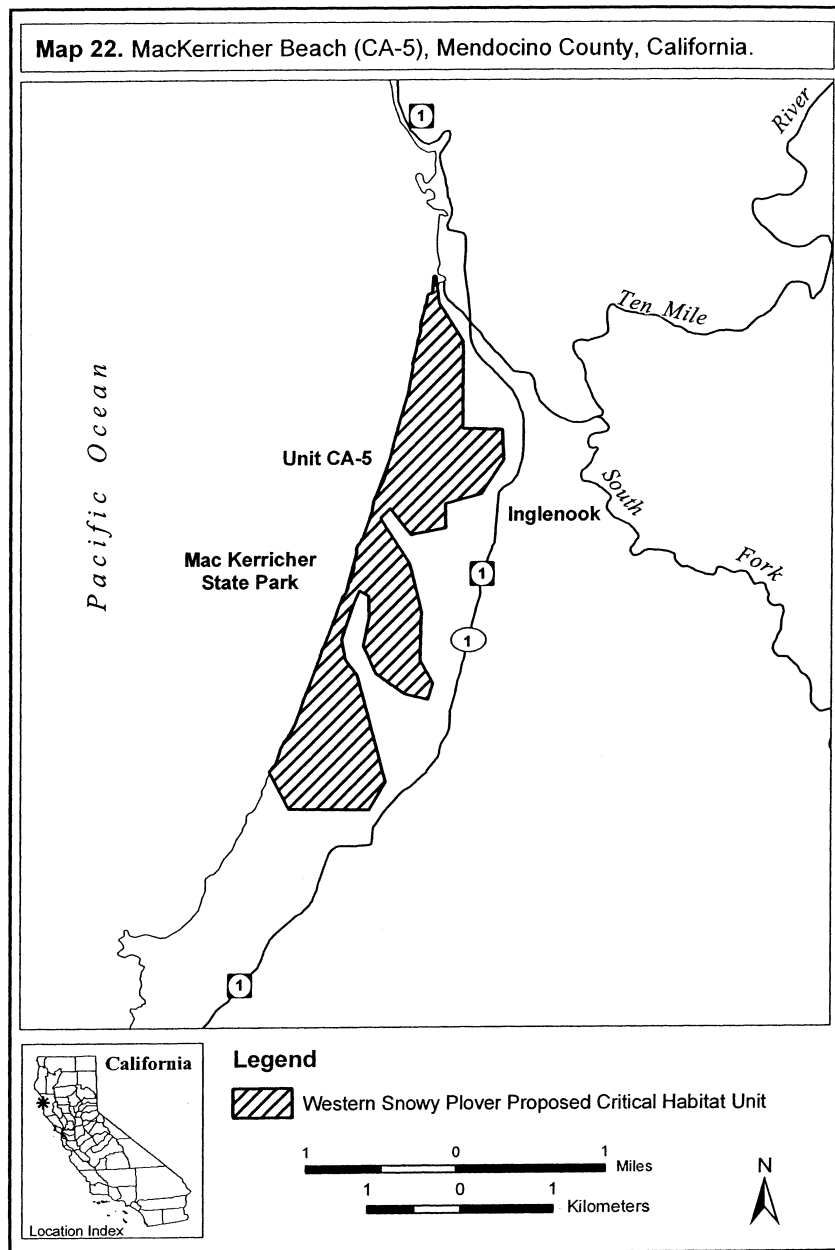 Map 22. MacKerricher Beach (CA-5), Mendocino County, California.
1
River
Ten Mile
Pacific Ocean
Unit CA-5
South
Inglenook
Fork
Mac Kerricher
State Park
1
1
1
California
Location Index
Legend
Western Snowy Plover Proposed Critical Habitat Unit
1 0 1
Miles
1 0 1
Kilometers
N